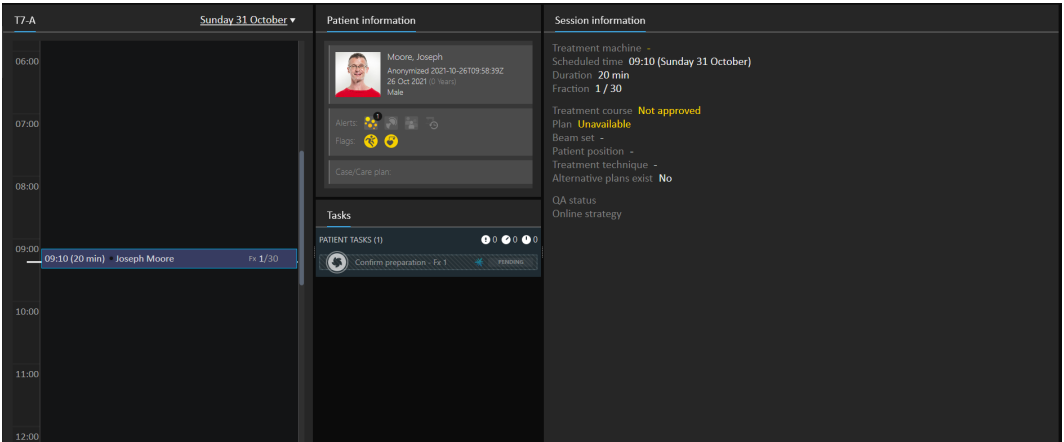 T7-A
Sunday 31 October ▾
06:00
07:00
08:00
09:00
09:10 (20 min) • Joseph Moore Fx 1/30
10:00
11:00
12:00
Patient information
Moore, Joseph
Anonymized 2021-10-26T09:58:39Z
26 Oct 2021 (0 Years)
Male
Alerts: 1
Flags:
Case/Care plan:
Tasks
PATIENT TASKS (1) 0 0 0
Confirm preparation - Fx 1 PENDING
Session information
Treatment machine -
Scheduled time 09:10 (Sunday 31 October)
Duration 20 min
Fraction 1 / 30
Treatment course Not approved
Plan Unavailable
Beam set -
Patient position -
Treatment technique -
Alternative plans exist No
QA status
Online strategy